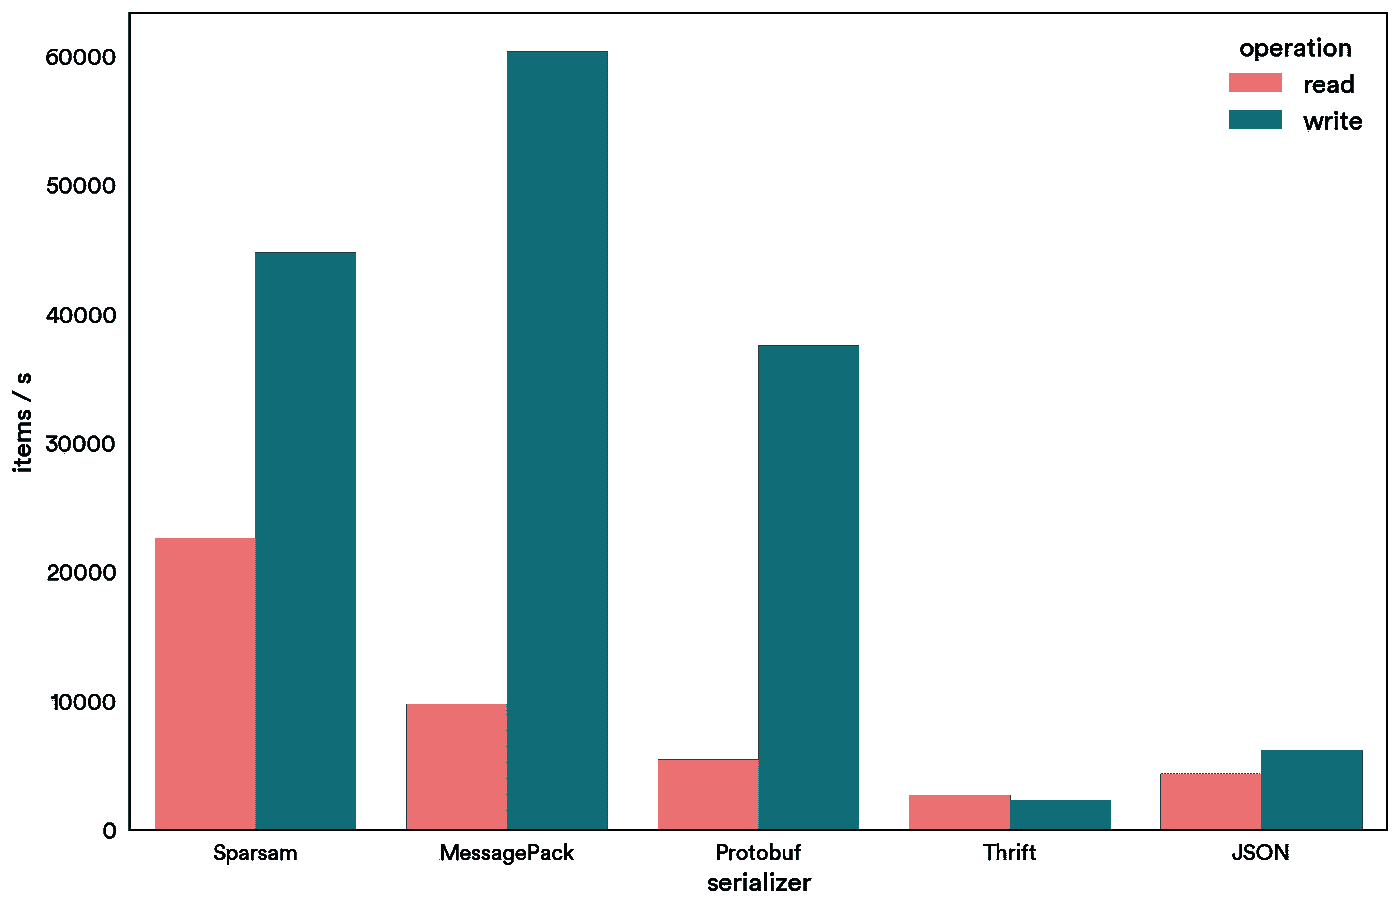 operation
read
write
60000
50000
40000
30000
20000
10000
0
items / s
Sparsam MessagePack Protobuf Thrift JSON
serializer